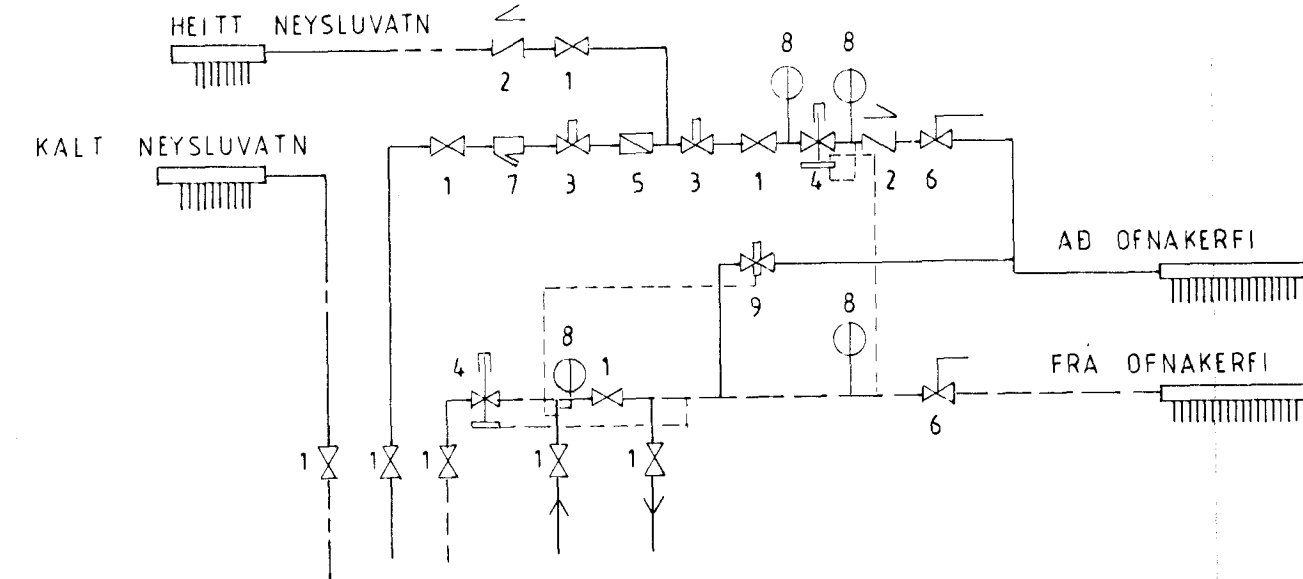 HEITT NEYSLUVATN
8 8
2 1
KALT NEYSLUVATN
1 7 3 5 3 1 4 2 6
AÐ OFNAKERFI
9
8
FRÁ OFNAKERFI
4 8 1
6
1 1 1 1 1